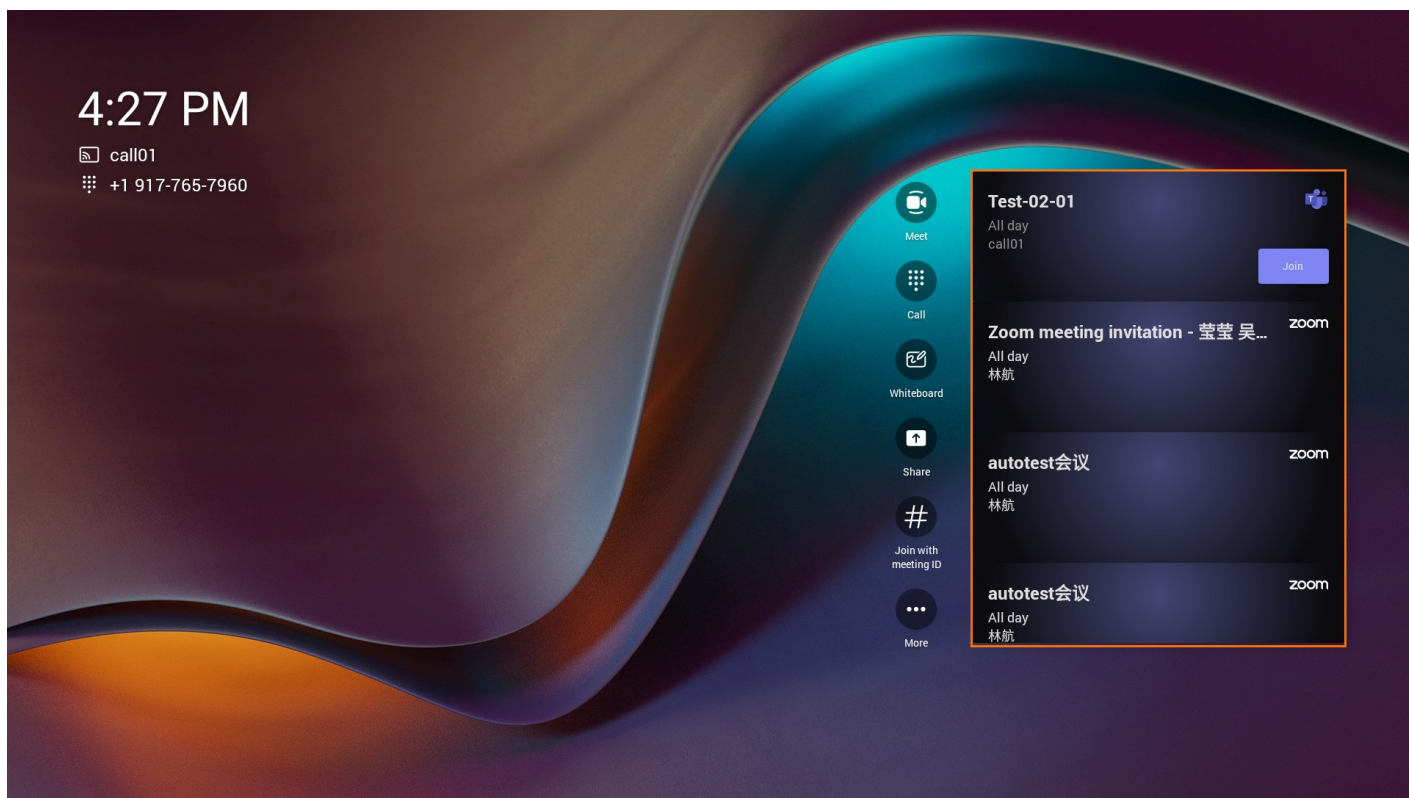 4:27 PM
call01
+1 917-765-7960
Meet
Call
Whiteboard
Share
Join with
meeting ID
More
Test-02-01
All day
call01
Join
Zoom meeting invitation - 莹莹 吴...
zoom
All day
林航
autotest会议
zoom
All day
林航
autotest会议
zoom
All day
林航